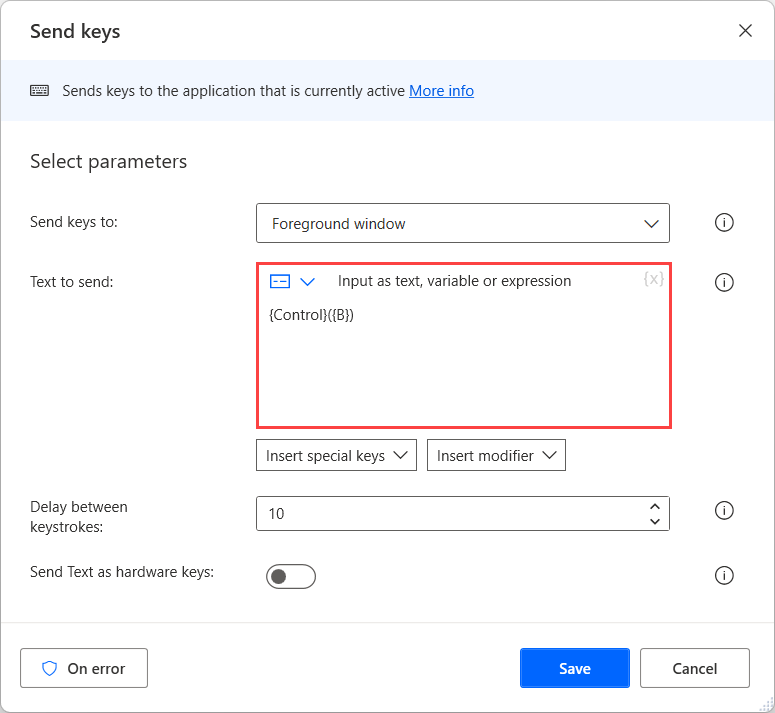 Send keys
Sends keys to the application that is currently active More info
Select parameters
Send keys to:
Foreground window
Text to send:
Input as text, variable or expression
{x}
{Control}({B})
Insert special keys
Insert modifier
Delay between
keystrokes:
10
Send Text as hardware keys:
On error
Save
Cancel